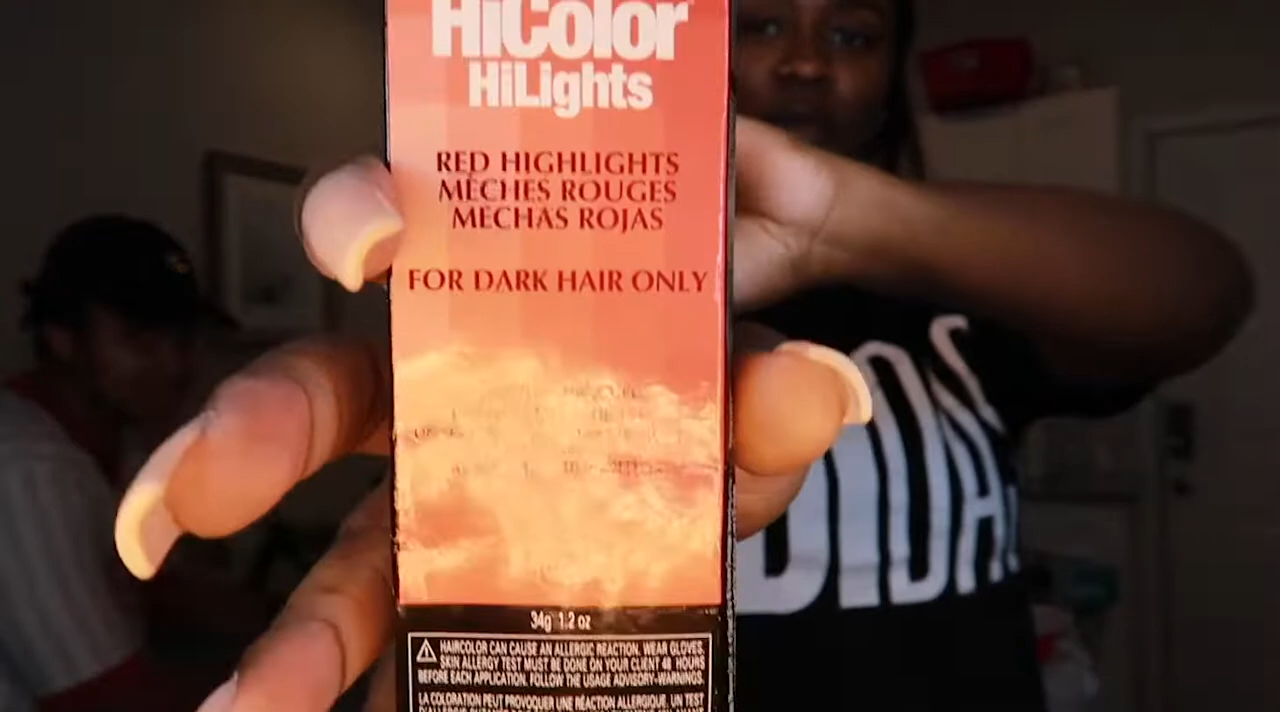 HiColor
HiLights
RED HIGHLIGHTS
MÈCHES ROUGES
MECHAS ROJAS
FOR DARK HAIR ONLY
34g 1.2 oz
HAIRCOLOR CAN CAUSE AN ALLERGIC REACTION. WEAR GLOVES.
SKIN ALLERGY TEST MUST BE DONE ON YOUR CLIENT 48 HOURS
BEFORE EACH APPLICATION. FOLLOW THE USAGE ADVISORY-WARNINGS.
LA COLORATION PEUT PROVOQUER UNE RÉACTION ALLERGIQUE. UN TEST